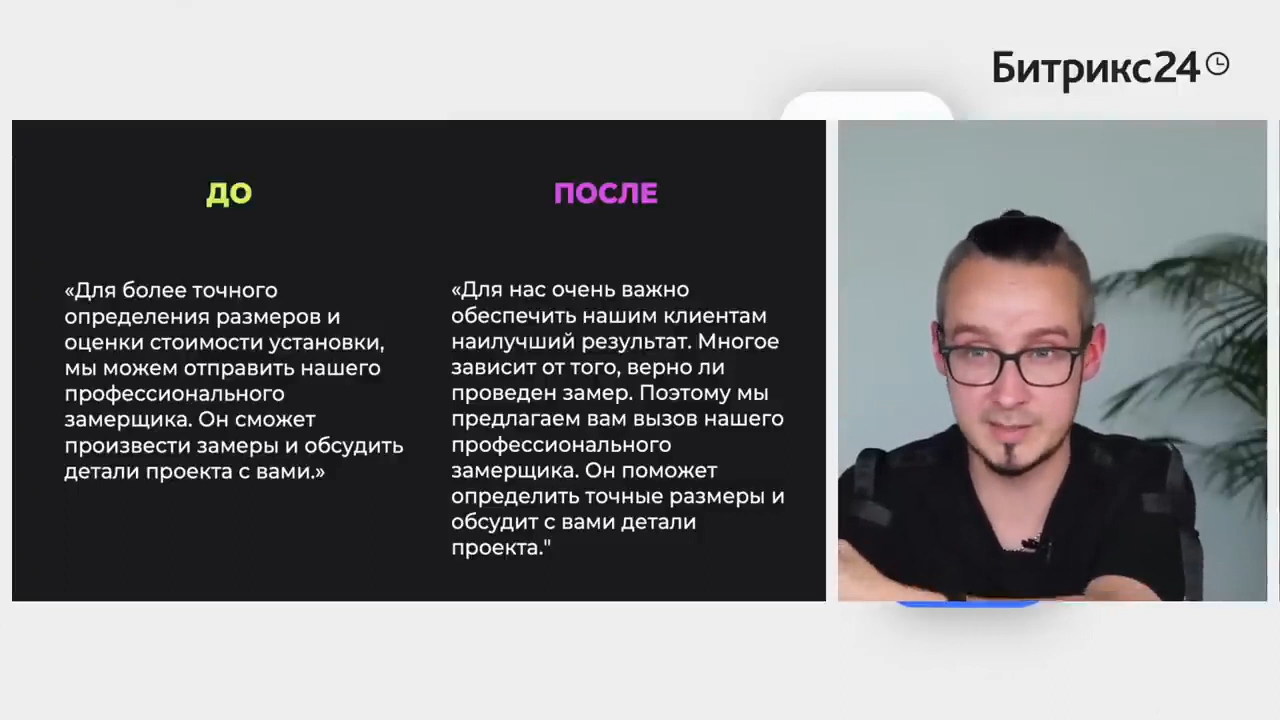 Битрикс24
ДО
«Для более точного
определения размеров и
оценки стоимости установки,
мы можем отправить нашего
профессионального
замерщика. Он сможет
произвести замеры и обсудить
детали проекта с вами.»
ПОСЛЕ
«Для нас очень важно
обеспечить нашим клиентам
наилучший результат. Многое
зависит от того, верно ли
проведен замер. Поэтому мы
предлагаем вам вызов нашего
профессионального
замерщика. Он поможет
определить точные размеры и
обсудит с вами детали
проекта."